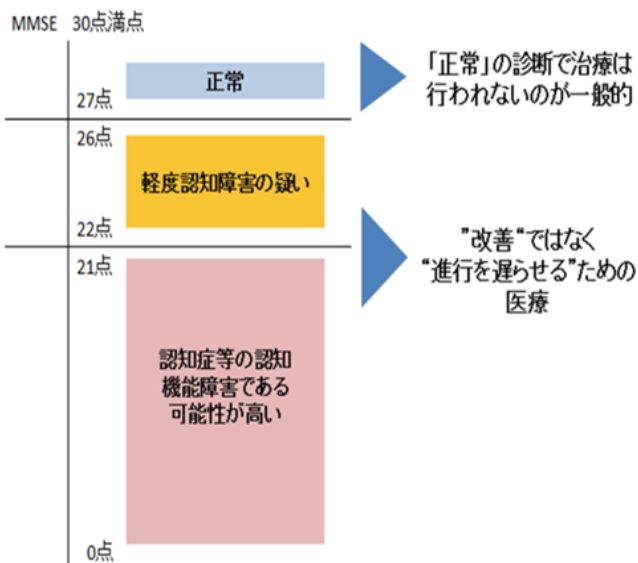 MMSE 30点満点
正常
27点
「正常」の診断で治療は
行われないのが一般的
26点
軽度認知障害の疑い
22点
21点
”改善“ではなく
“進行を遅らせる”ための
医療
認知症等の認知
機能障害である
可能性が高い
0点